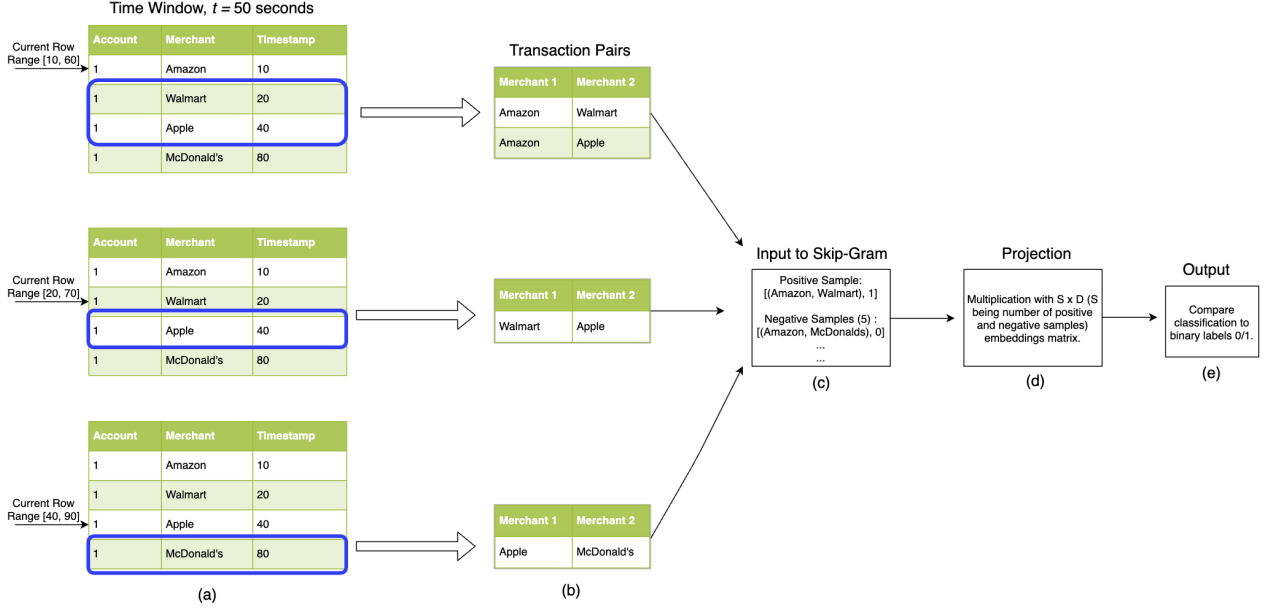 Time Window, t = 50 seconds
Current Row
Range [10, 60]
Account Merchant Timestamp
1 Amazon 10
1 Walmart 20
1 Apple 40
1 McDonald's 80
Transaction Pairs
Merchant 1 Merchant 2
Amazon Walmart
Amazon Apple
Current Row
Range [20, 70]
Account Merchant Timestamp
1 Amazon 10
1 Walmart 20
1 Apple 40
1 McDonald's 80
Merchant 1 Merchant 2
Walmart Apple
Current Row
Range [40, 90]
Account Merchant Timestamp
1 Amazon 10
1 Walmart 20
1 Apple 40
1 McDonald's 80
(a)
Merchant 1 Merchant 2
Apple McDonald's
(b)
Input to Skip-Gram
Positive Sample:
[(Amazon, Walmart), 1]
Negative Samples (5) :
[(Amazon, McDonalds), 0]
...
...
(c)
Projection
Multiplication with S x D (S
being number of positive
and negative samples)
embeddings matrix.
(d)
Output
Compare
classification to
binary labels 0/1.
(e)